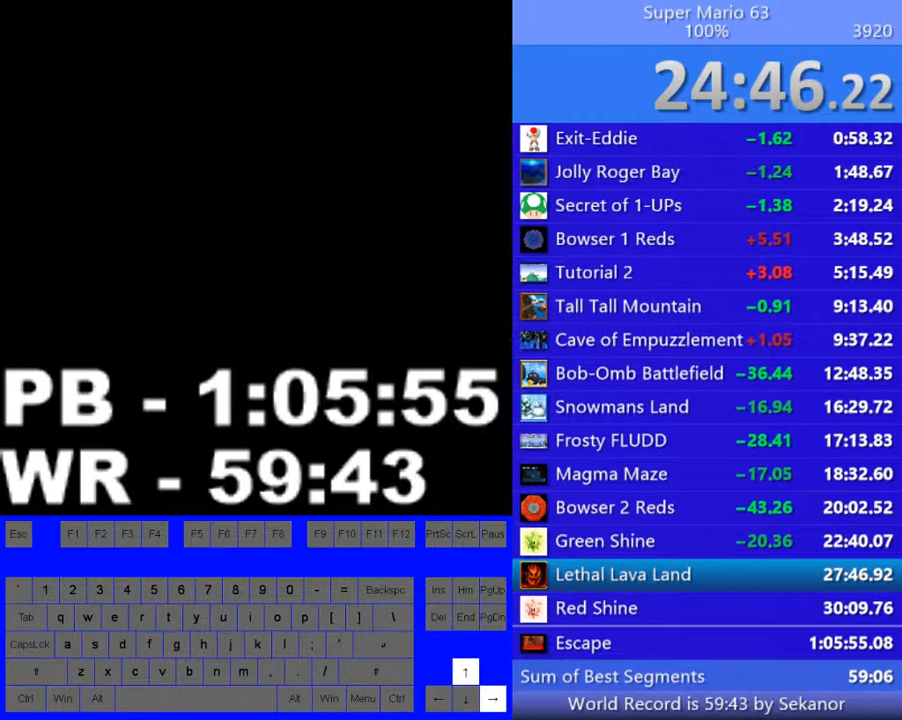 Super Mario 63
100% 3920
24:46.22
Exit-Eddie −1.62 0:58.32
Jolly Roger Bay −1.24 1:48.67
Secret of 1-UPs −1.38 2:19.24
Bowser 1 Reds +5.51 3:48.52
Tutorial 2 +3.08 5:15.49
Tall Tall Mountain −0.91 9:13.40
Cave of Empuzzlement +1.05 9:37.22
Bob-Omb Battlefield −36.44 12:48.35
Snowmans Land −16.94 16:29.72
Frosty FLUDD −28.41 17:13.83
Magma Maze −17.05 18:32.60
Bowser 2 Reds −43.26 20:02.52
Green Shine −20.36 22:40.07
Lethal Lava Land 27:46.92
Red Shine 30:09.76
Escape 1:05:55.08
Sum of Best Segments 59:06
World Record is 59:43 by Sekanor
PB - 1:05:55
WR - 59:43
Esc F1 F2 F3 F4 F5 F6 F7 F8 F9 F10 F11 F12 PrtSc ScrL Paus
` 1 2 3 4 5 6 7 8 9 0 - = Backspc Ins Hm PgUp
Tab q w e r t y u i o p [ ] \ Del End PgDn
CapsLck a s d f g h j k l ; ' ↵
⇧ z x c v b n m , . / ⇧ ↑
Ctrl Win Alt Alt Win Menu Ctrl ← ↓ →